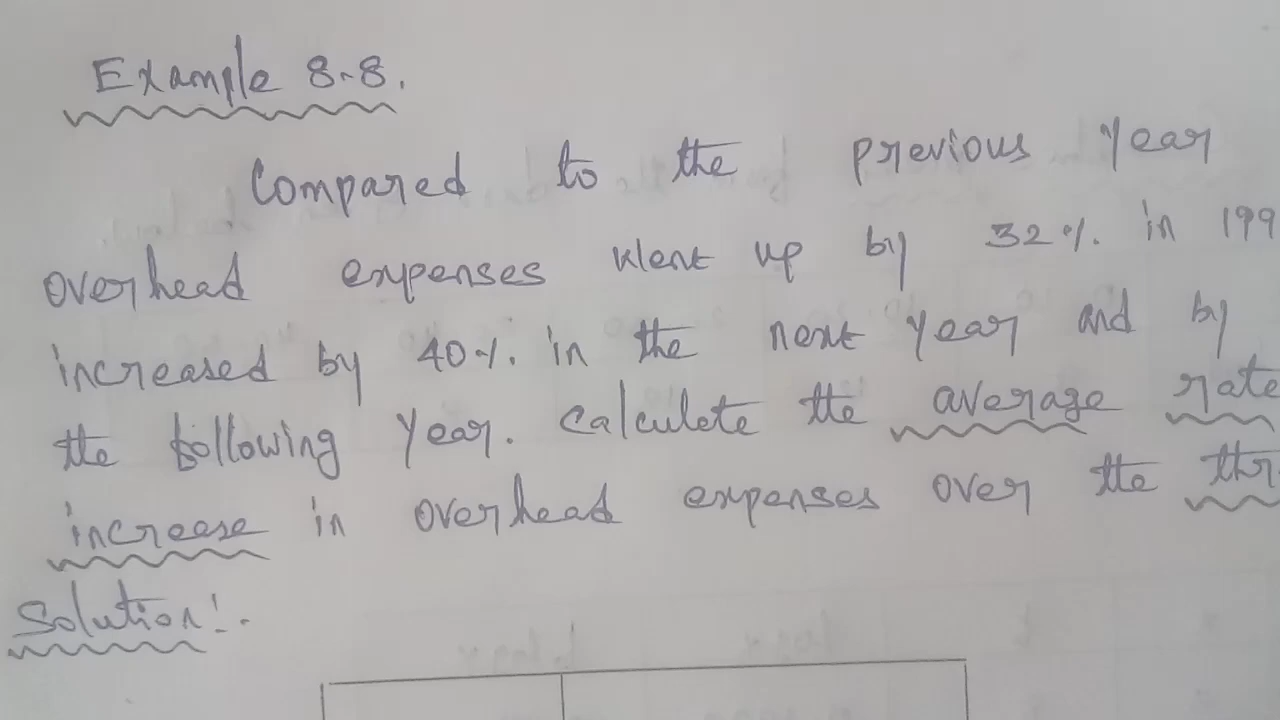 Example 8.8.
Compared to the previous year
overhead expenses went up by 32%. in 199
increased by 40%. in the next year and by
the following year. Calculate the average rate
increase in overhead expenses over the thr
Solution:-